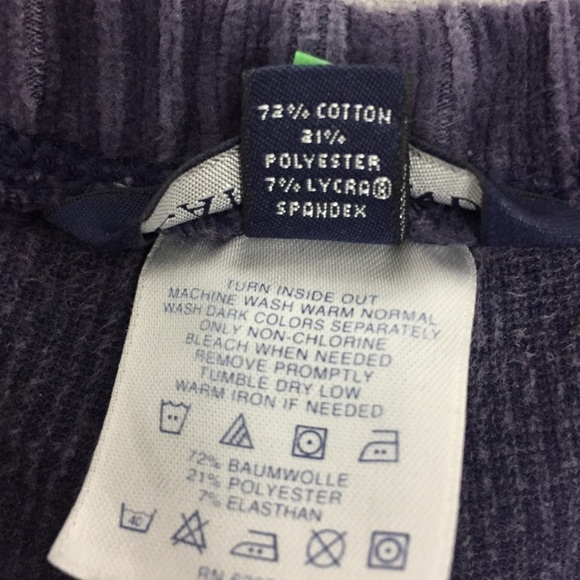 72% COTTON
21%
POLYESTER
7% LYCRA®
SPANDEX
TURN INSIDE OUT
MACHINE WASH WARM NORMAL
WASH DARK COLORS SEPARATELY
ONLY NON-CHLORINE
BLEACH WHEN NEEDED
REMOVE PROMPTLY
TUMBLE DRY LOW
WARM IRON IF NEEDED
72% BAUMWOLLE
21% POLYESTER
7% ELASTHAN
40
RN